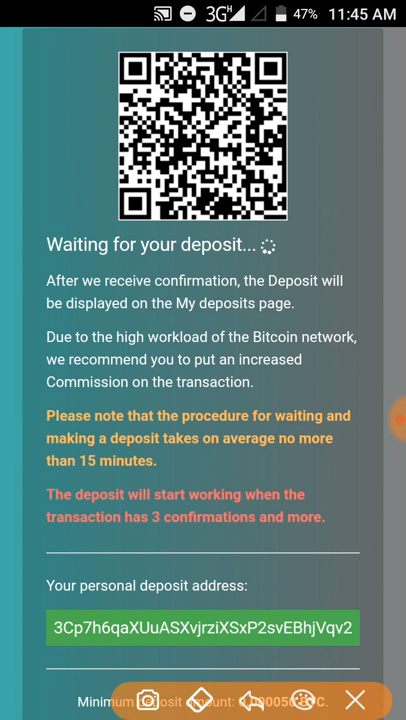 3G H 47% 11:45 AM
Waiting for your deposit...
After we receive confirmation, the Deposit will
be displayed on the My deposits page.
Due to the high workload of the Bitcoin network,
we recommend you to put an increased
Commission on the transaction.
Please note that the procedure for waiting and
making a deposit takes on average no more
than 15 minutes.
The deposit will start working when the
transaction has 3 confirmations and more.
Your personal deposit address:
3Cp7h6qaXUuASXvjrziXSxP2svEBhjVqv2
Minimum deposit amount: